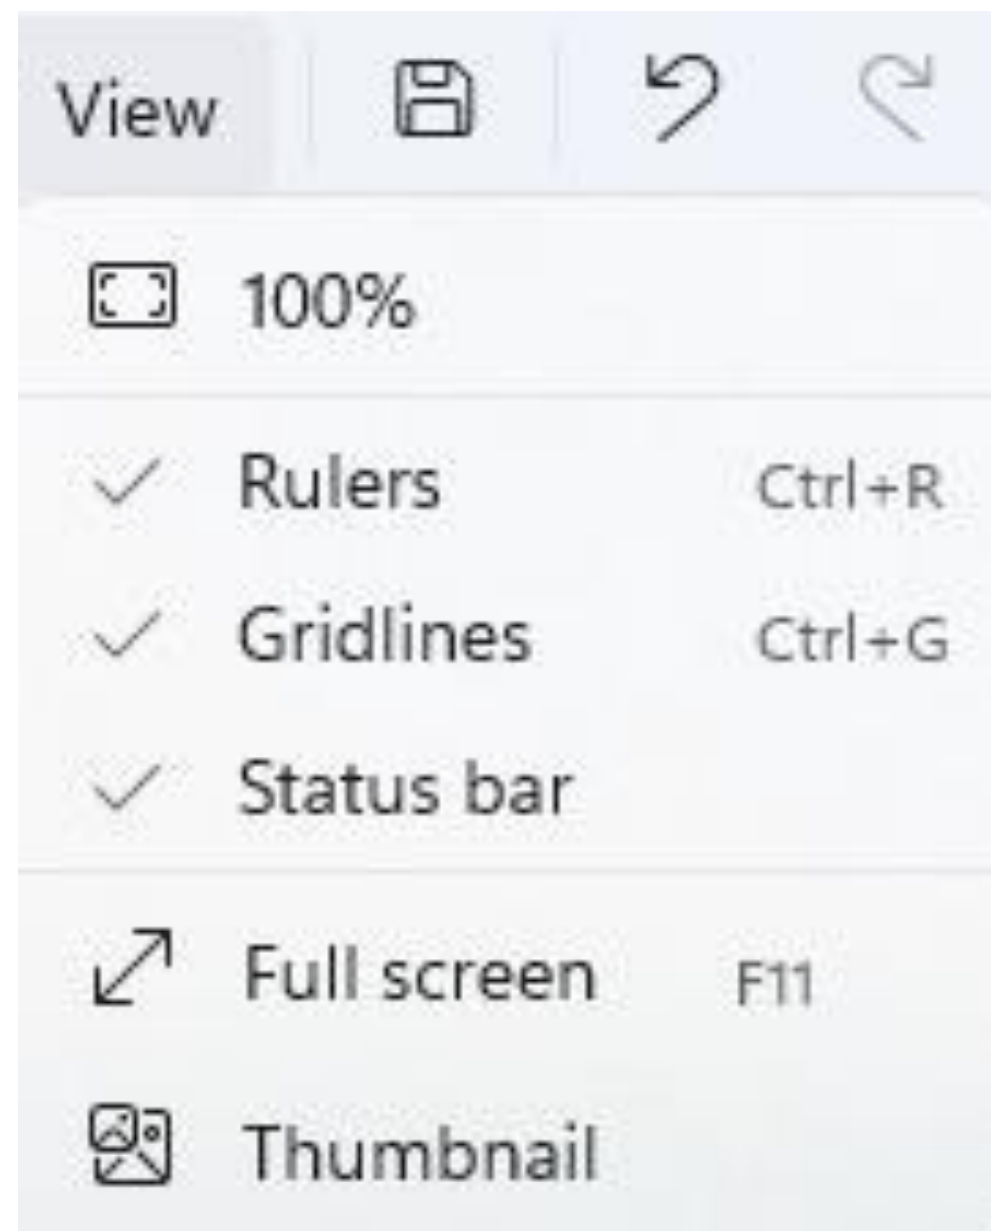 View
100%
Rulers Ctrl+R
Gridlines Ctrl+G
Status bar
Full screen F11
Thumbnail